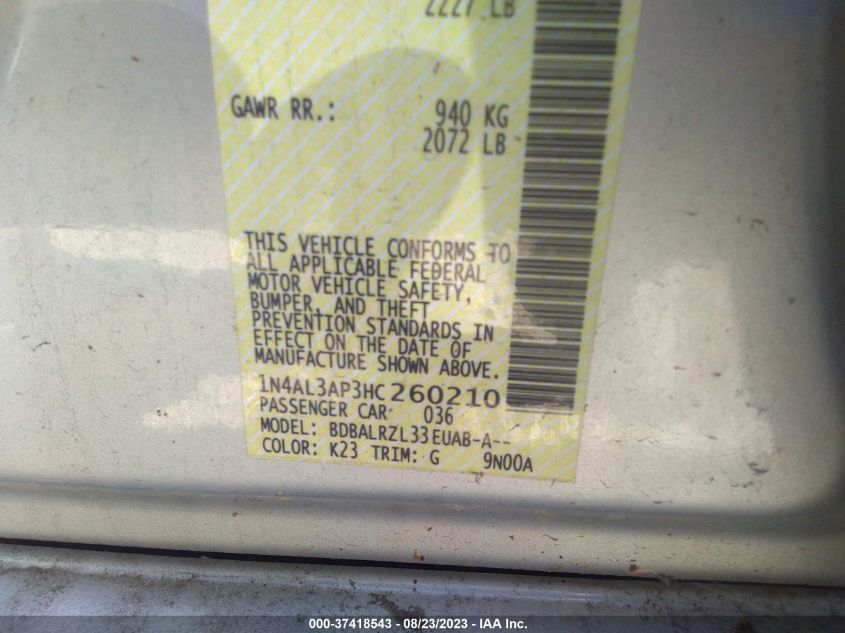 2227 LB
GAWR RR.: 940 KG
2072 LB
THIS VEHICLE CONFORMS TO
ALL APPLICABLE FEDERAL
MOTOR VEHICLE SAFETY,
BUMPER, AND THEFT
PREVENTION STANDARDS IN
EFFECT ON THE DATE OF
MANUFACTURE SHOWN ABOVE.
1N4AL3AP3HC260210
PASSENGER CAR 036
MODEL: BDBALRZL33EUAB-A--
COLOR: K23 TRIM: G 9N00A
000-37418543 - 08/23/2023 - IAA Inc.